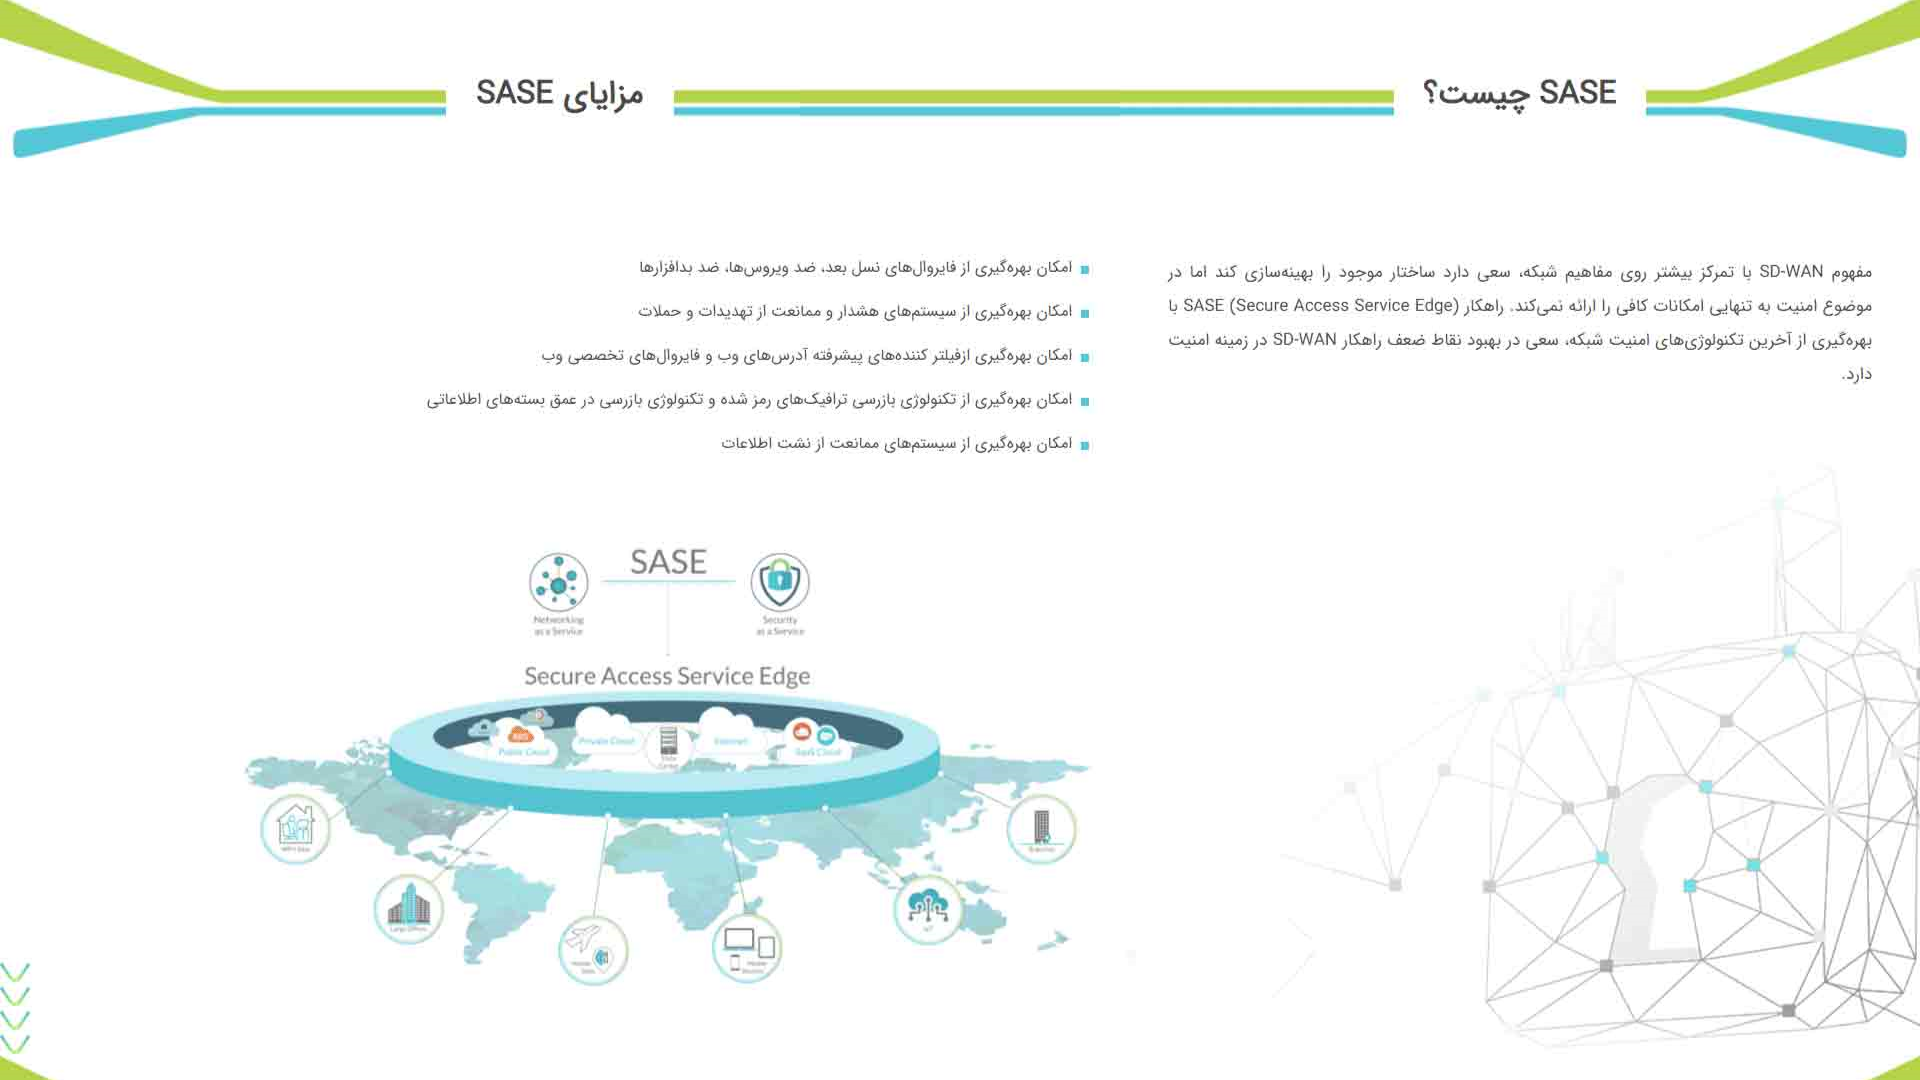 SASE چیست؟
مفهوم SD-WAN با تمرکز بیشتر روی مفاهیم شبکه، سعی دارد ساختار موجود را بهینه‌سازی کند اما در
موضوع امنیت به تنهایی امکانات کافی را ارائه نمی‌کند. راهکار SASE (Secure Access Service Edge) با
بهره‌گیری از آخرین تکنولوژی‌های امنیت شبکه، سعی در بهبود نقاط ضعف راهکار SD-WAN در زمینه امنیت
دارد.
مزایای SASE
امکان بهره‌گیری از فایروال‌های نسل بعد، ضد ویروس‌ها، ضد بدافزارها
امکان بهره‌گیری از سیستم‌های هشدار و ممانعت از تهدیدات و حملات
امکان بهره‌گیری ازفیلتر کننده‌های پیشرفته آدرس‌های وب و فایروال‌های تخصصی وب
امکان بهره‌گیری از تکنولوژی بازرسی ترافیک‌های رمز شده و تکنولوژی بازرسی در عمق بسته‌های اطلاعاتی
امکان بهره‌گیری از سیستم‌های ممانعت از نشت اطلاعات
SASE
Networking
as a Service
Security
as a Service
Secure Access Service Edge
Public Cloud
Private Cloud
Data
Center
Internet
SaaS Cloud
IoT